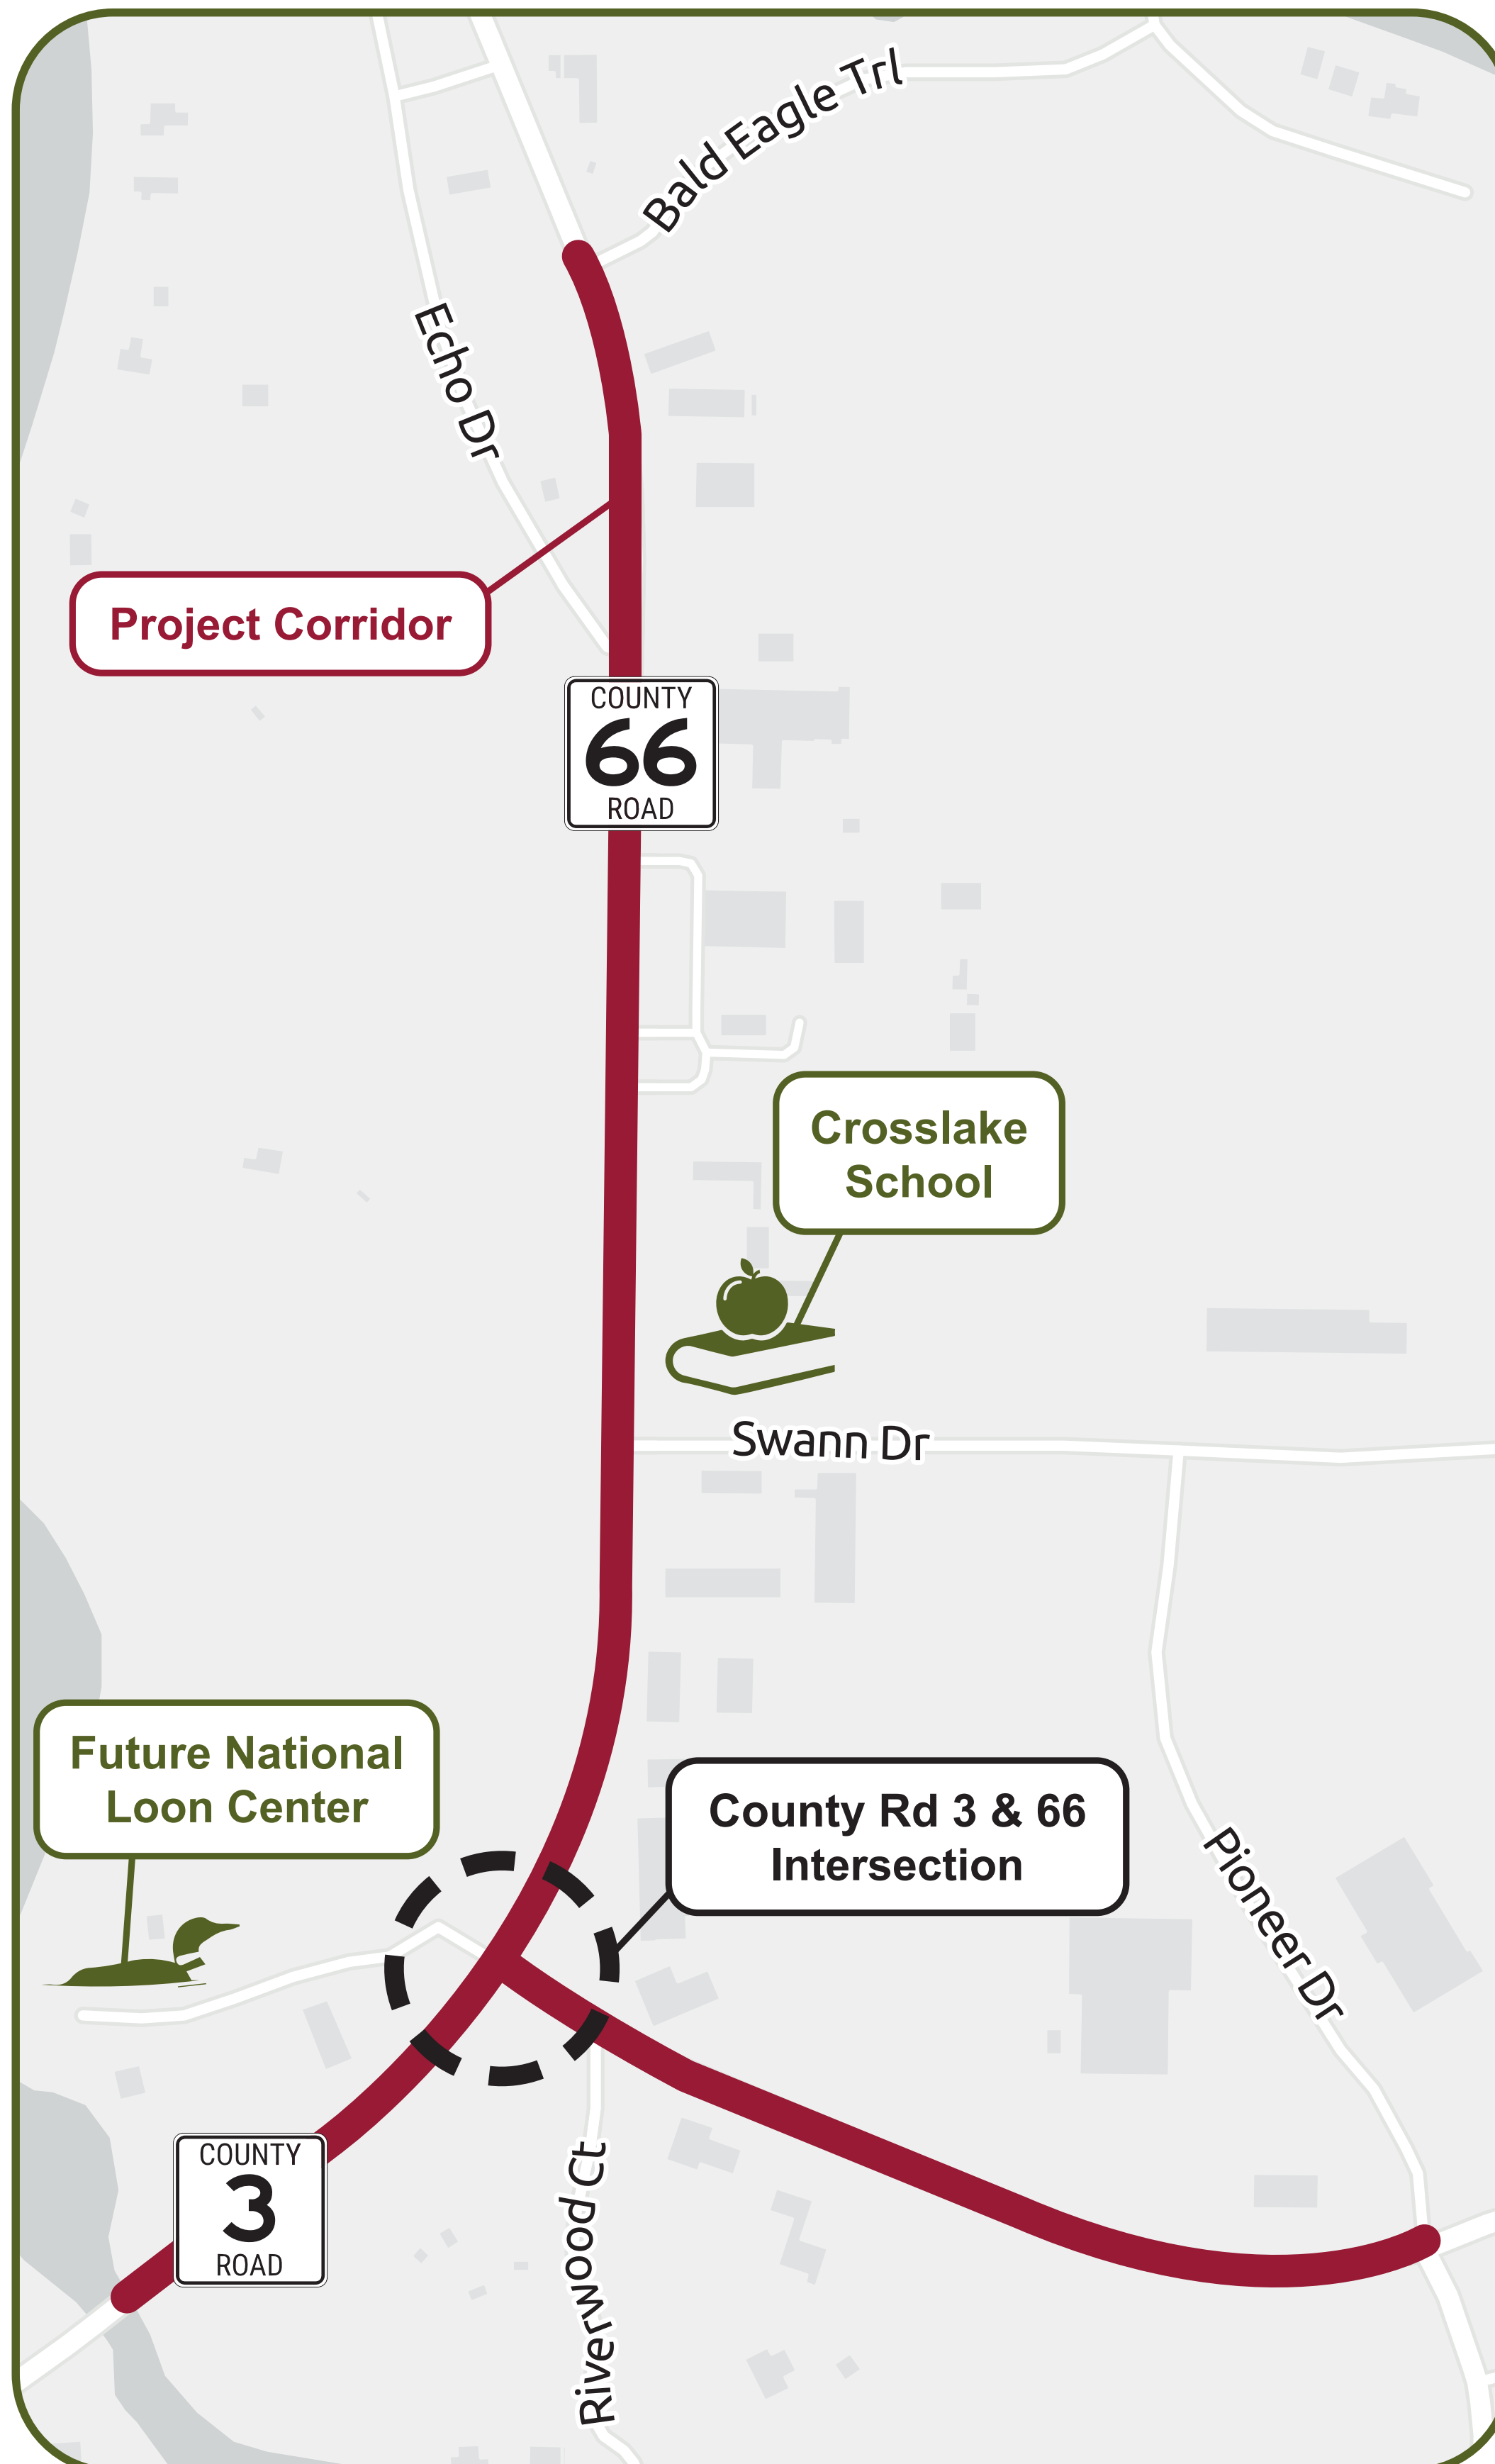 Bald Eagle Trl
Echo Dr
Project Corridor
COUNTY
66
ROAD
Crosslake
School
Swann Dr
Future National
Loon Center
County Rd 3 & 66
Intersection
Pioneer Dr
COUNTY
3
ROAD
Riverwood Ct